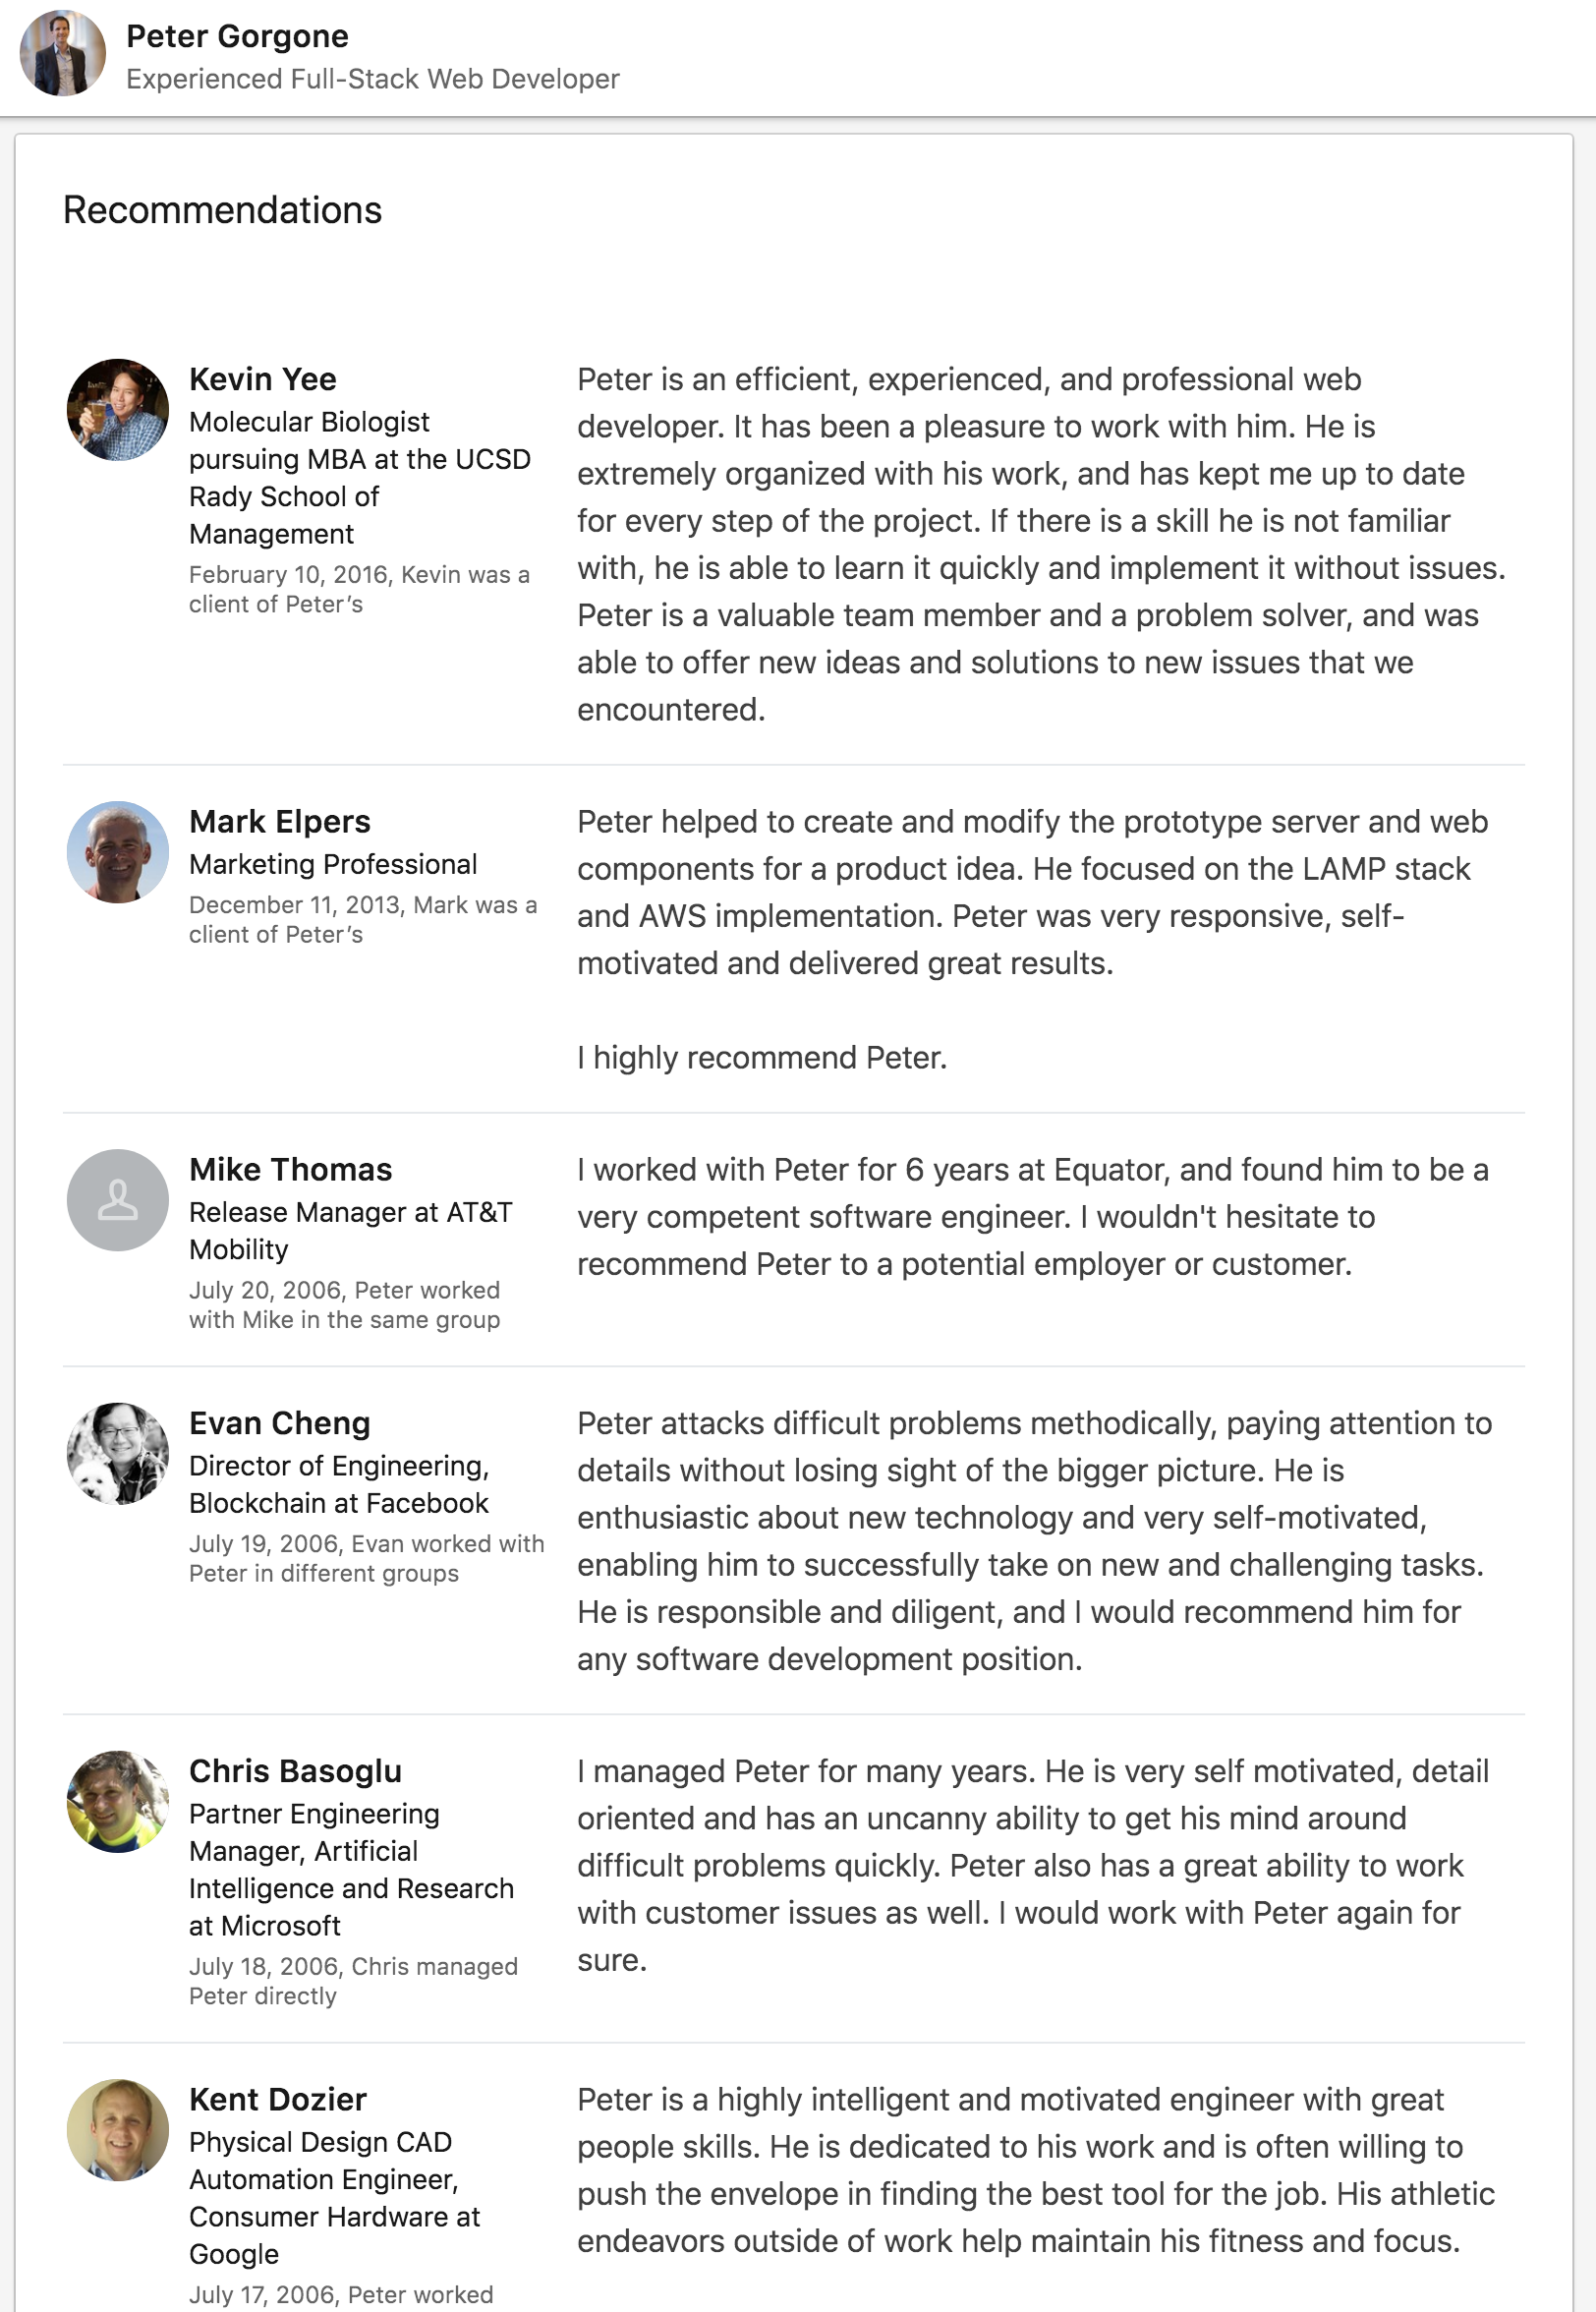 Peter Gorgone
Experienced Full-Stack Web Developer
Recommendations
Kevin Yee
Molecular Biologist
pursuing MBA at the UCSD
Rady School of
Management
February 10, 2016, Kevin was a
client of Peter’s
Peter is an efficient, experienced, and professional web
developer. It has been a pleasure to work with him. He is
extremely organized with his work, and has kept me up to date
for every step of the project. If there is a skill he is not familiar
with, he is able to learn it quickly and implement it without issues.
Peter is a valuable team member and a problem solver, and was
able to offer new ideas and solutions to new issues that we
encountered.
Mark Elpers
Marketing Professional
December 11, 2013, Mark was a
client of Peter’s
Peter helped to create and modify the prototype server and web
components for a product idea. He focused on the LAMP stack
and AWS implementation. Peter was very responsive, self-
motivated and delivered great results.
I highly recommend Peter.
Mike Thomas
Release Manager at AT&T
Mobility
July 20, 2006, Peter worked
with Mike in the same group
I worked with Peter for 6 years at Equator, and found him to be a
very competent software engineer. I wouldn't hesitate to
recommend Peter to a potential employer or customer.
Evan Cheng
Director of Engineering,
Blockchain at Facebook
July 19, 2006, Evan worked with
Peter in different groups
Peter attacks difficult problems methodically, paying attention to
details without losing sight of the bigger picture. He is
enthusiastic about new technology and very self-motivated,
enabling him to successfully take on new and challenging tasks.
He is responsible and diligent, and I would recommend him for
any software development position.
Chris Basoglu
Partner Engineering
Manager, Artificial
Intelligence and Research
at Microsoft
July 18, 2006, Chris managed
Peter directly
I managed Peter for many years. He is very self motivated, detail
oriented and has an uncanny ability to get his mind around
difficult problems quickly. Peter also has a great ability to work
with customer issues as well. I would work with Peter again for
sure.
Kent Dozier
Physical Design CAD
Automation Engineer,
Consumer Hardware at
Google
July 17, 2006, Peter worked
Peter is a highly intelligent and motivated engineer with great
people skills. He is dedicated to his work and is often willing to
push the envelope in finding the best tool for the job. His athletic
endeavors outside of work help maintain his fitness and focus.